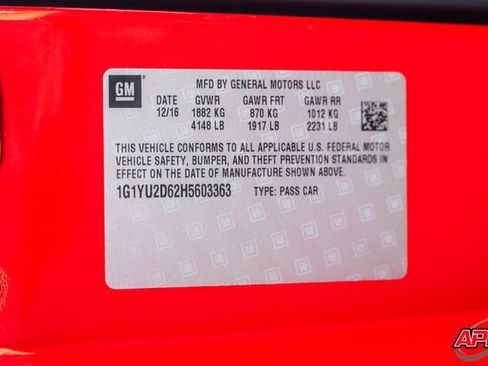 GM
MFD BY GENERAL MOTORS LLC
DATE GVWR GAWR FRT GAWR RR
12/16 1882 KG 870 KG 1012 KG
4148 LB 1917 LB 2231 LB
THIS VEHICLE CONFORMS TO ALL APPLICABLE U.S. FEDERAL MOTOR
VEHICLE SAFETY, BUMPER, AND THEFT PREVENTION STANDARDS IN
EFFECT ON THE DATE OF MANUFACTURE SHOWN ABOVE.
1G1YU2D62H5603363 TYPE: PASS CAR